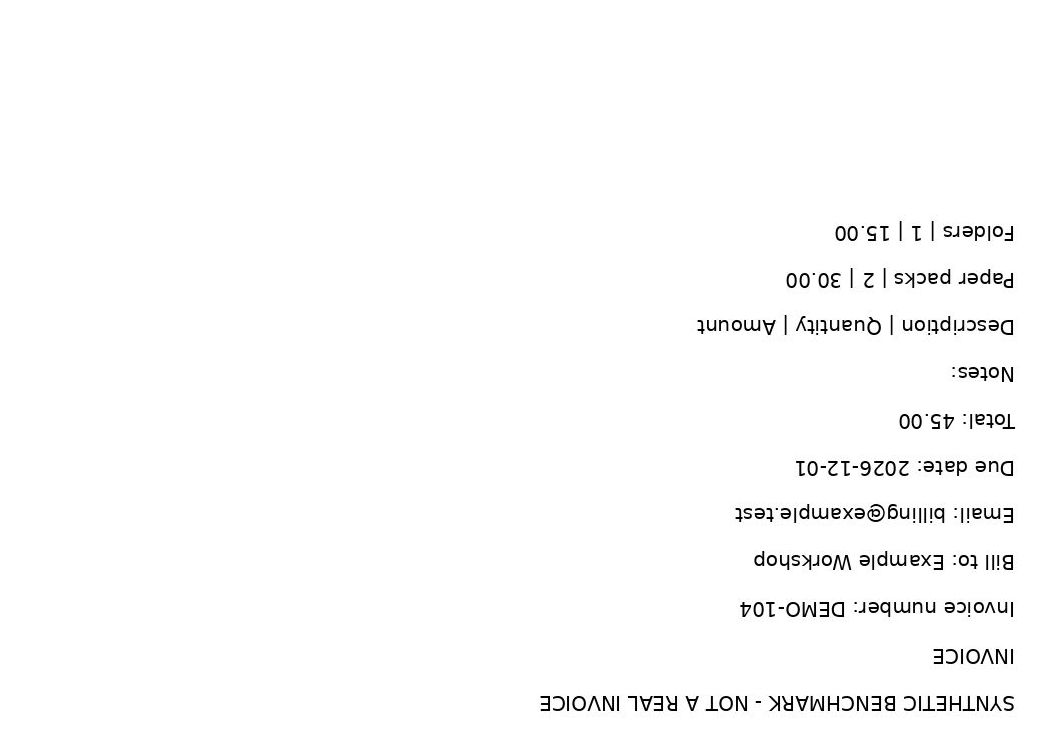 SYNTHETIC BENCHMARK - NOT A REAL INVOICE
INVOICE
Invoice number: DEMO-104
Bill to: Example Workshop
Email: billing@example.test
Due date: 2026-12-01
Total: 45.00
Notes:
Description | Quantity | Amount
Paper packs | 2 | 30.00
Folders | 1 | 15.00